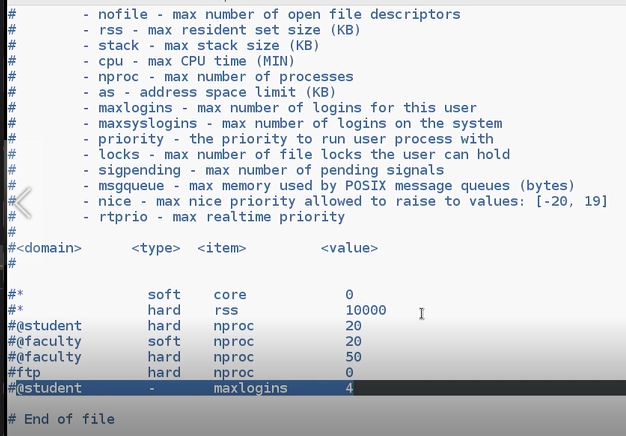 # - nofile - max number of open file descriptors
# - rss - max resident set size (KB)
# - stack - max stack size (KB)
# - cpu - max CPU time (MIN)
# - nproc - max number of processes
# - as - address space limit (KB)
# - maxlogins - max number of logins for this user
# - maxsyslogins - max number of logins on the system
# - priority - the priority to run user process with
# - locks - max number of file locks the user can hold
# - sigpending - max number of pending signals
# - msgqueue - max memory used by POSIX message queues (bytes)
# - nice - max nice priority allowed to raise to values: [-20, 19]
# - rtprio - max realtime priority
#
#<domain> <type> <item> <value>
#
#* soft core 0
#* hard rss 10000
#@student hard nproc 20
#@faculty soft nproc 20
#@faculty hard nproc 50
#ftp hard nproc 0
#@student - maxlogins 4
# End of file